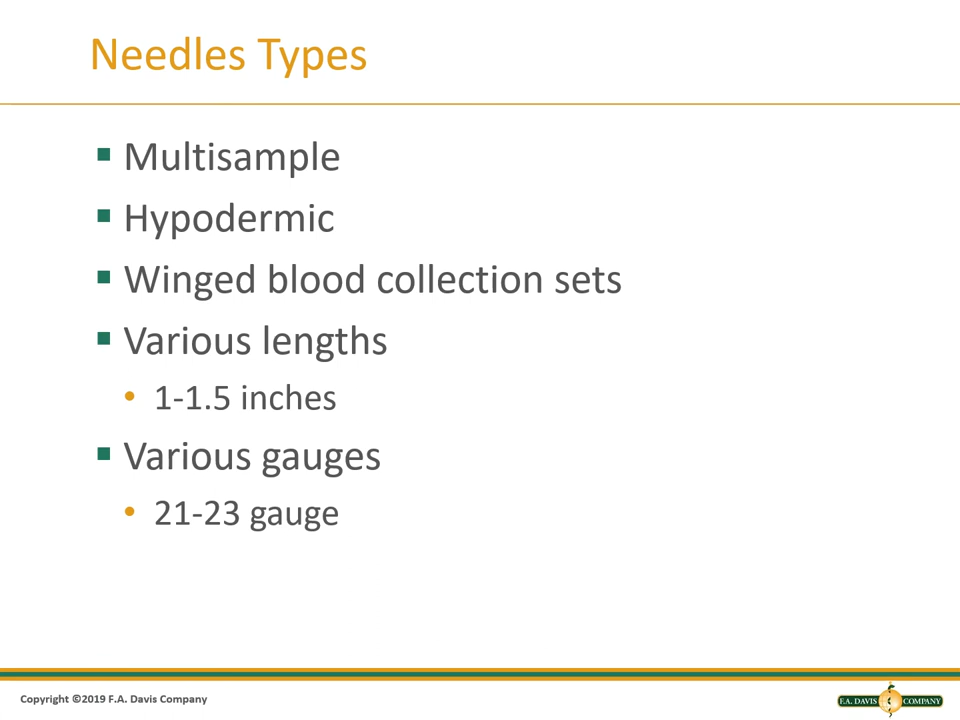 Needles Types
▪ Multisample
▪ Hypodermic
▪ Winged blood collection sets
▪ Various lengths
• 1-1.5 inches
▪ Various gauges
• 21-23 gauge
Copyright ©2019 F.A. Davis Company
F.A. DAVIS COMPANY